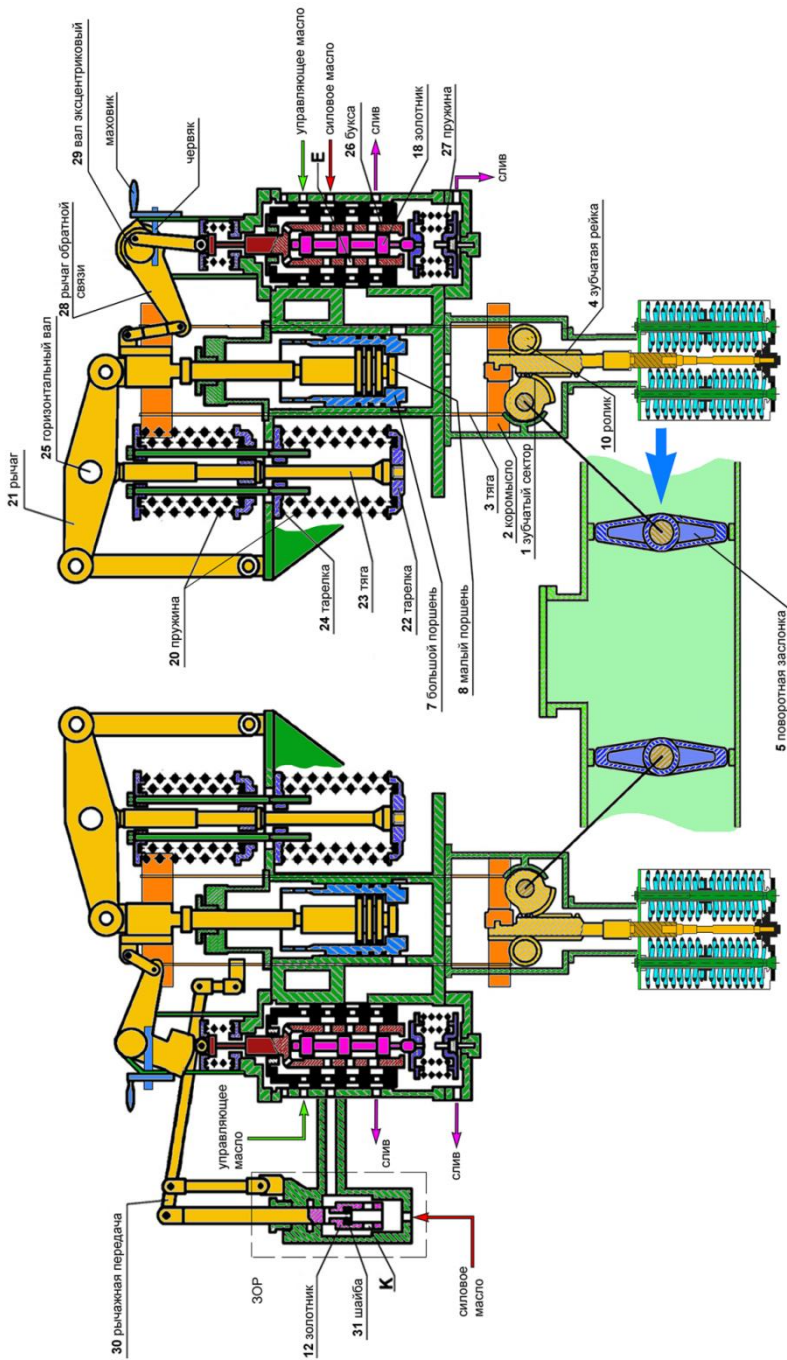 29 вал эксцентриковый
маховик
червяк
28 рычаг обратной
связи
25 горизонтальный вал
21 рычаг
управляющее масло
силовое масло
Е
26 букса
слив
18 золотник
27 пружина
слив
20 пружина
24 тарелка
23 тяга
22 тарелка
7 большой поршень
8 малый поршень
3 тяга
2 коромысло
1 зубчатый сектор
10 ролик
4 зубчатая рейка
5 поворотная заслонка
30 рычажная передача
управляющее
масло
слив
слив
ЗОР
12 золотник
31 шайба
К
силовое
масло